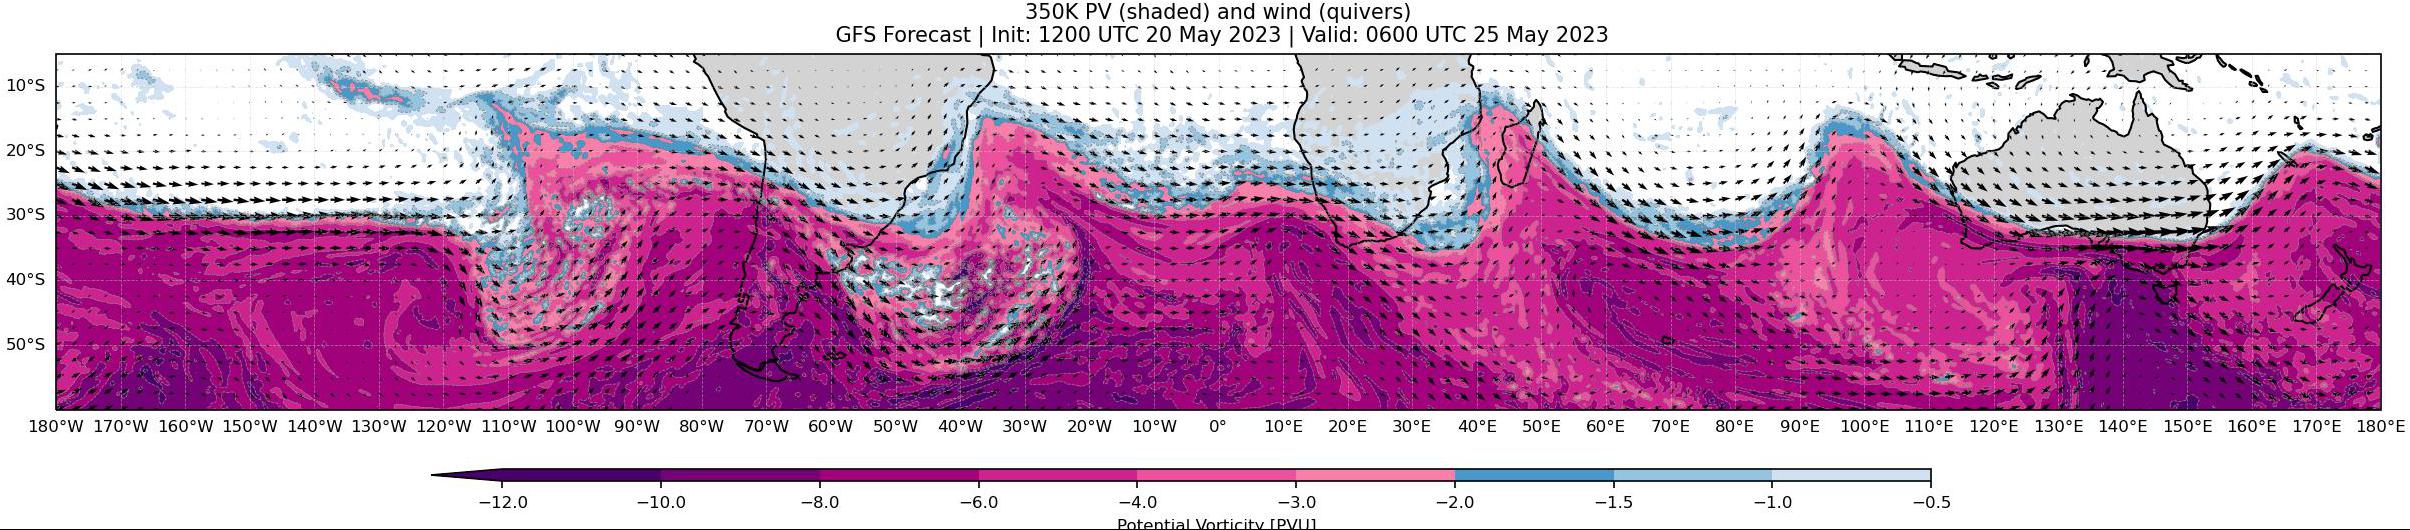 350K PV (shaded) and wind (quivers)
GFS Forecast | Init: 1200 UTC 20 May 2023 | Valid: 0600 UTC 25 May 2023
10°S
20°S
30°S
40°S
50°S
180°W 170°W 160°W 150°W 140°W 130°W 120°W 110°W 100°W 90°W 80°W 70°W 60°W 50°W 40°W 30°W 20°W 10°W 0° 10°E 20°E 30°E 40°E 50°E 60°E 70°E 80°E 90°E 100°E 110°E 120°E 130°E 140°E 150°E 160°E 170°E 180°E
−12.0 −10.0 −8.0 −6.0 −4.0 −3.0 −2.0 −1.5 −1.0 −0.5
Potential Vorticity [PVU]